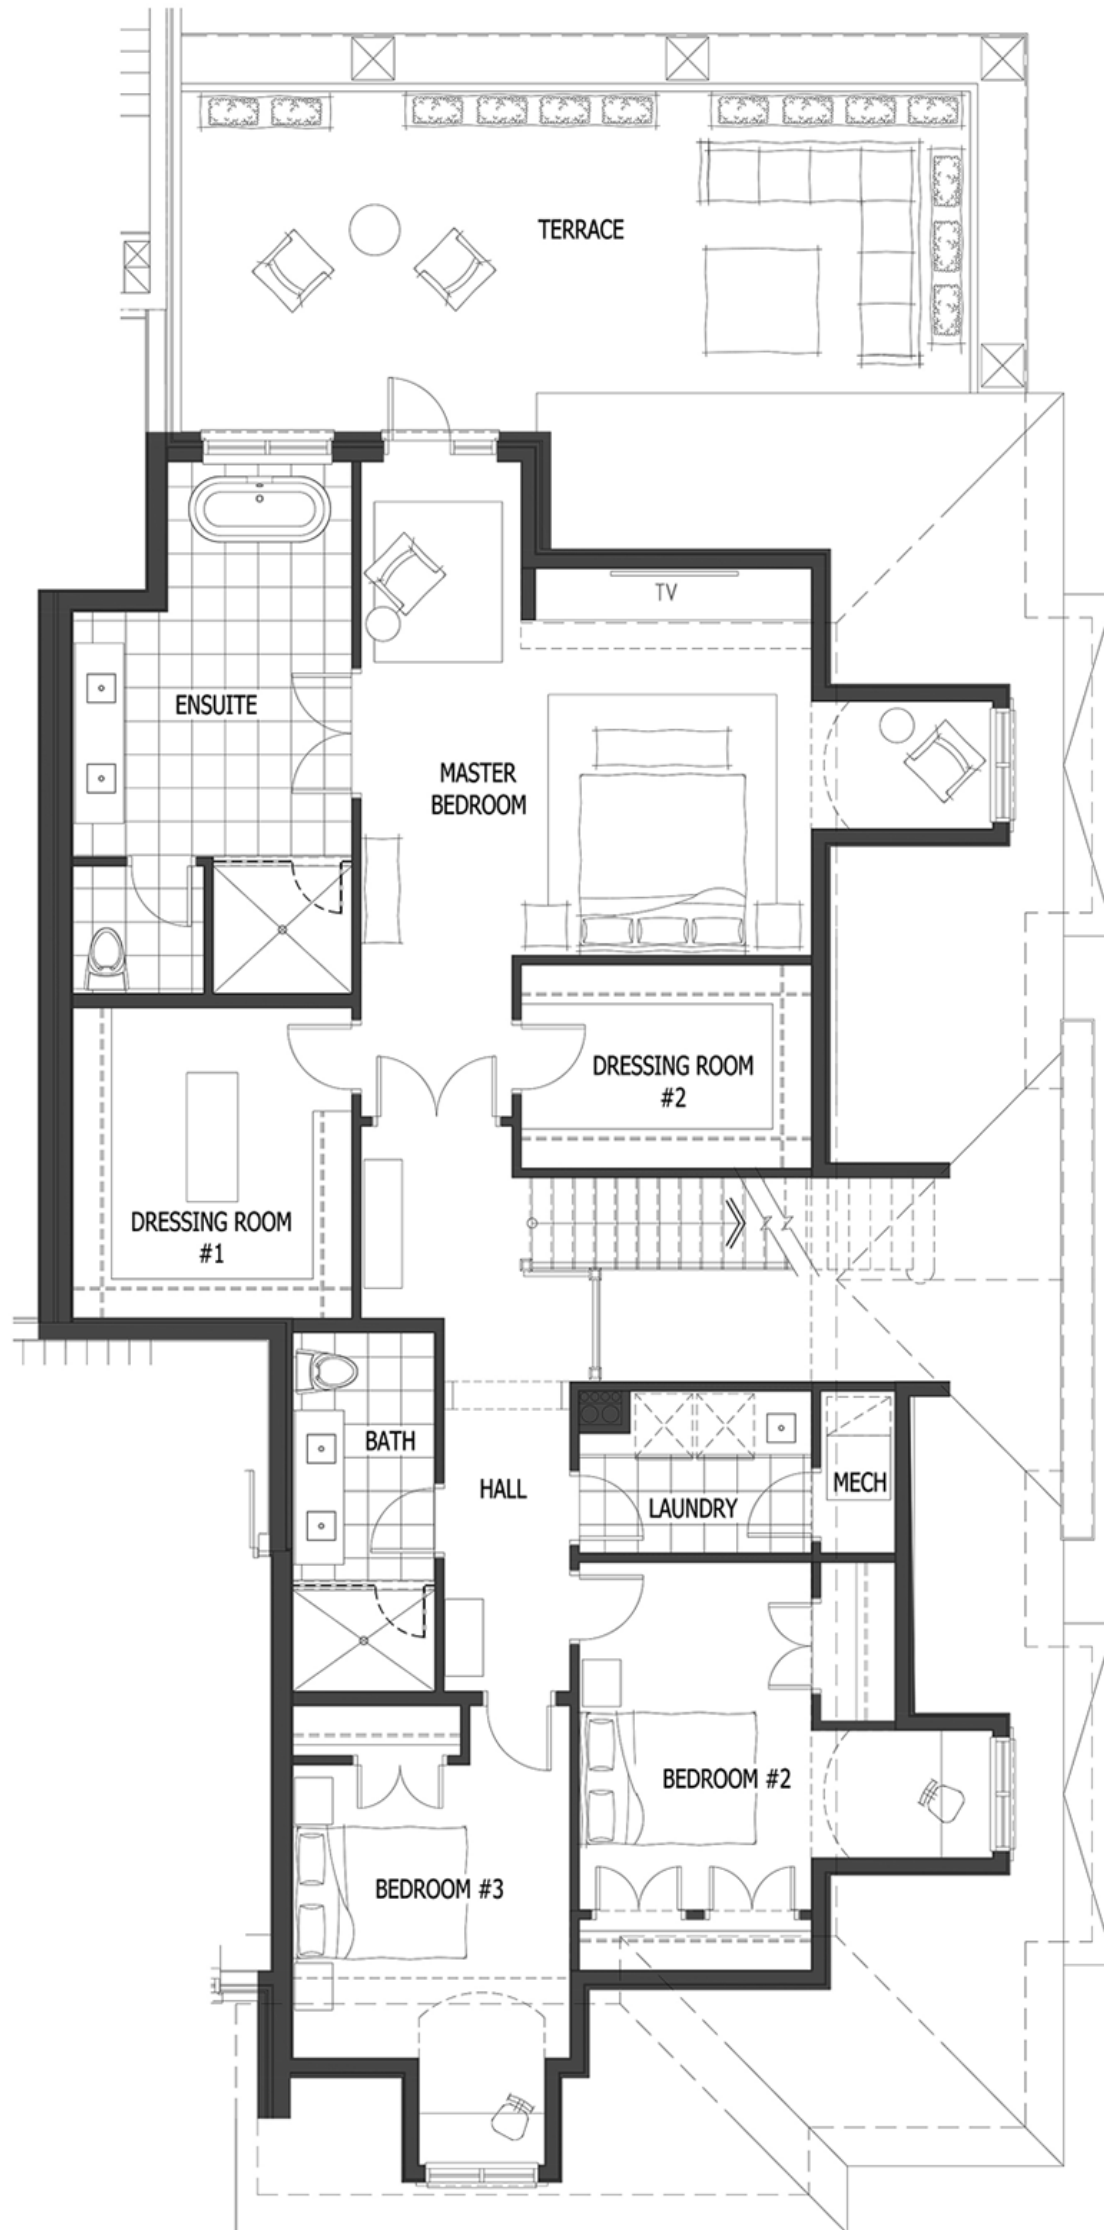 TERRACE
TV
ENSUITE
MASTER
BEDROOM
DRESSING ROOM
#2
DRESSING ROOM
#1
BATH
HALL
LAUNDRY
MECH
BEDROOM #2
BEDROOM #3